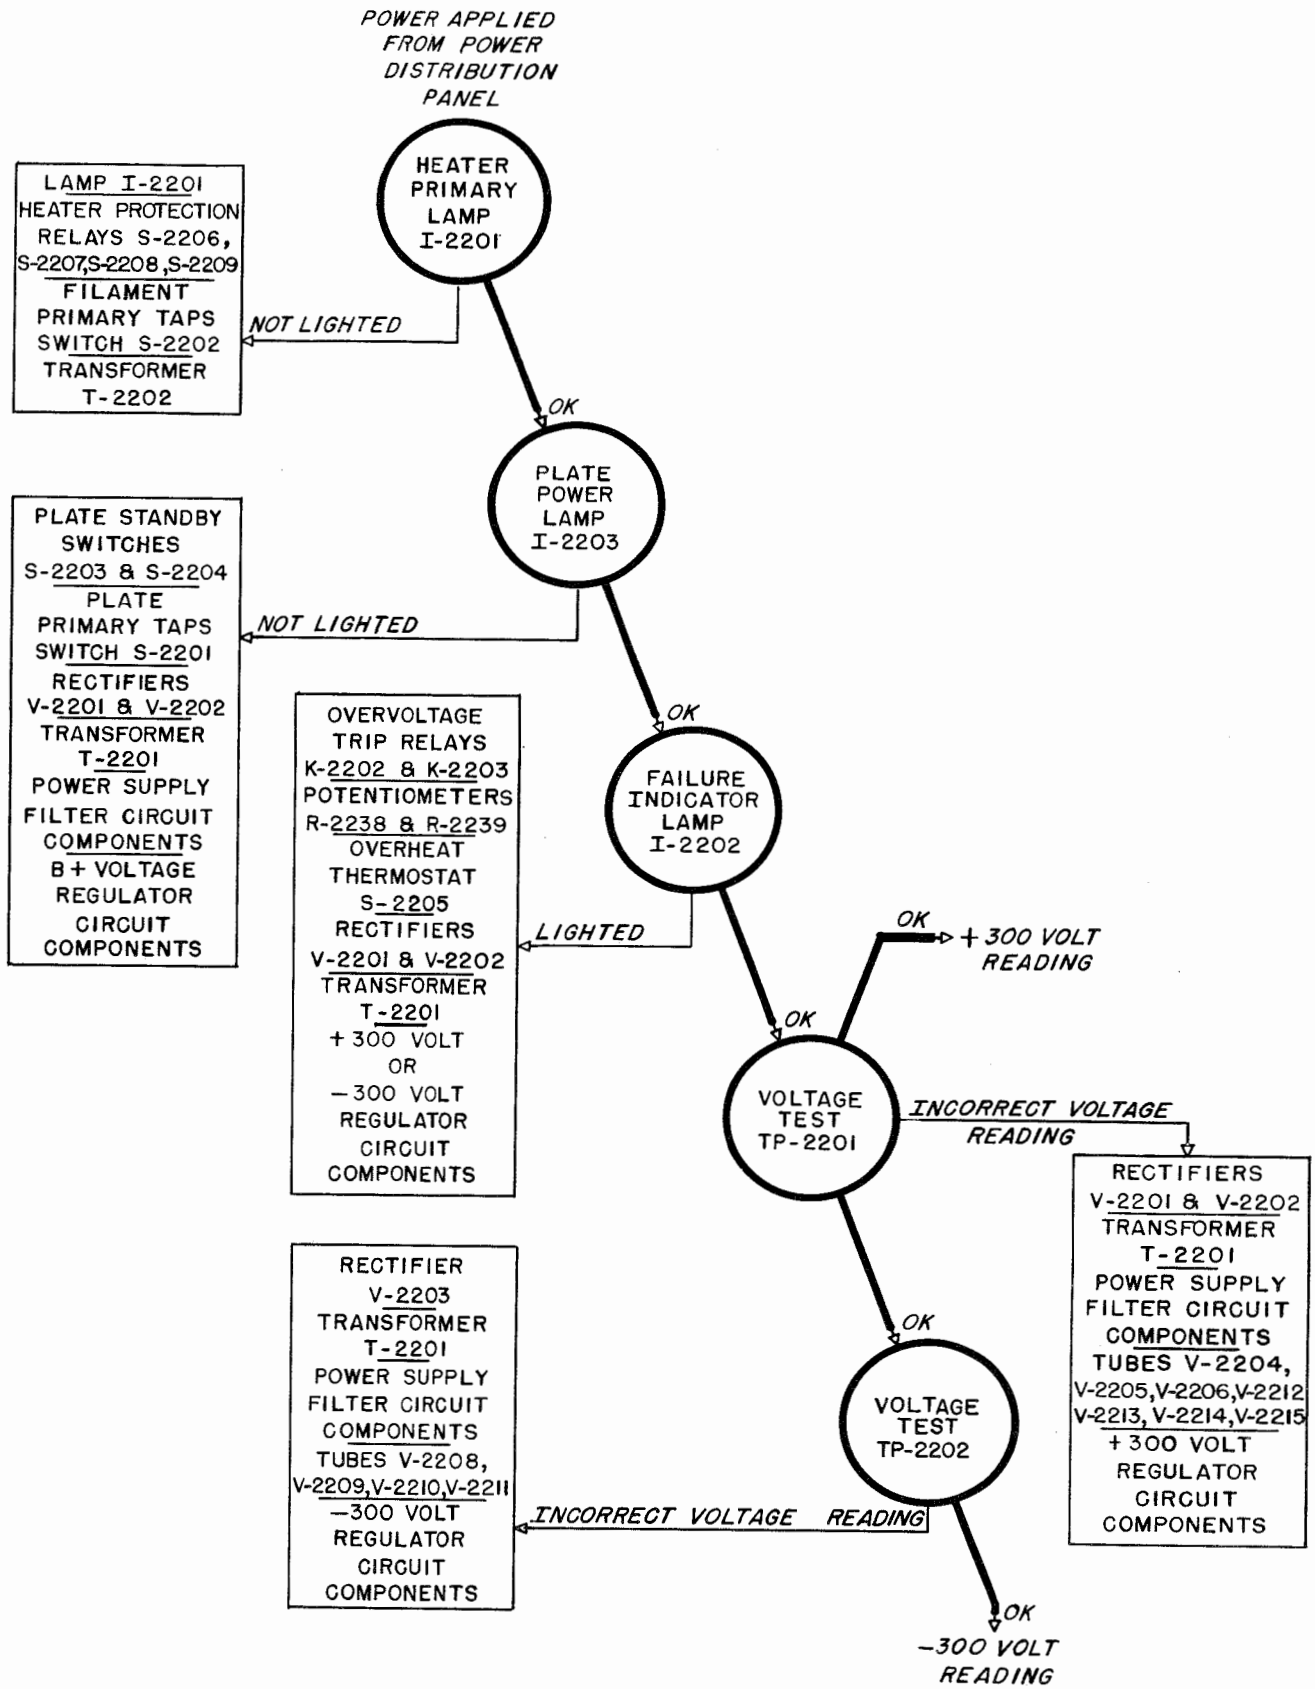 POWER APPLIED
FROM POWER
DISTRIBUTION
PANEL
HEATER
PRIMARY
LAMP
I-2201
LAMP I-2201
HEATER PROTECTION
RELAYS S-2206,
S-2207,S-2208,S-2209
FILAMENT
PRIMARY TAPS
SWITCH S-2202
TRANSFORMER
T-2202
NOT LIGHTED
OK
PLATE
POWER
LAMP
I-2203
PLATE STANDBY
SWITCHES
S-2203 & S-2204
PLATE
PRIMARY TAPS
SWITCH S-2201
RECTIFIERS
V-2201 & V-2202
TRANSFORMER
T-2201
POWER SUPPLY
FILTER CIRCUIT
COMPONENTS
B+ VOLTAGE
REGULATOR
CIRCUIT
COMPONENTS
NOT LIGHTED
OK
FAILURE
INDICATOR
LAMP
I-2202
OVERVOLTAGE
TRIP RELAYS
K-2202 & K-2203
POTENTIOMETERS
R-2238 & R-2239
OVERHEAT
THERMOSTAT
S-2205
RECTIFIERS
V-2201 & V-2202
TRANSFORMER
T-2201
+300 VOLT
OR
-300 VOLT
REGULATOR
CIRCUIT
COMPONENTS
LIGHTED
OK
VOLTAGE
TEST
TP-2201
OK
+300 VOLT
READING
INCORRECT VOLTAGE
READING
RECTIFIERS
V-2201 & V-2202
TRANSFORMER
T-2201
POWER SUPPLY
FILTER CIRCUIT
COMPONENTS
TUBES V-2204,
V-2205,V-2206,V-2212
V-2213,V-2214,V-2215
+300 VOLT
REGULATOR
CIRCUIT
COMPONENTS
OK
VOLTAGE
TEST
TP-2202
RECTIFIER
V-2203
TRANSFORMER
T-2201
POWER SUPPLY
FILTER CIRCUIT
COMPONENTS
TUBES V-2208,
V-2209,V-2210,V-2211
-300 VOLT
REGULATOR
CIRCUIT
COMPONENTS
INCORRECT VOLTAGE READING
OK
-300 VOLT
READING